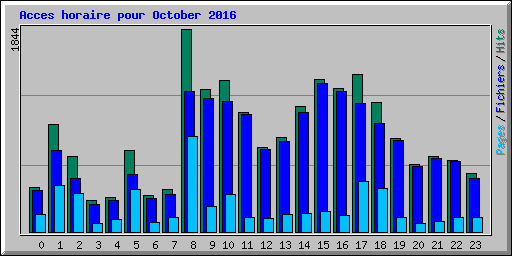 Acces horaire pour October 2016
1844
Pages / Fichiers / Hits
0 1 2 3 4 5 6 7 8 9 10 11 12 13 14 15 16 17 18 19 20 21 22 23